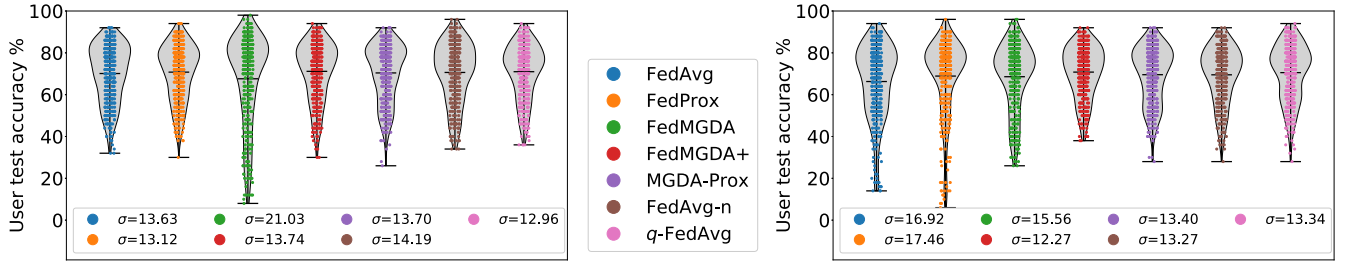 User test accuracy %
100
80
60
40
20
0
σ=13.63
σ=21.03
σ=13.70
σ=12.96
σ=13.12
σ=13.74
σ=14.19
FedAvg
FedProx
FedMGDA
FedMGDA+
MGDA-Prox
FedAvg-n
q-FedAvg
User test accuracy %
100
80
60
40
20
0
σ=16.92
σ=15.56
σ=13.40
σ=13.34
σ=17.46
σ=12.27
σ=13.27